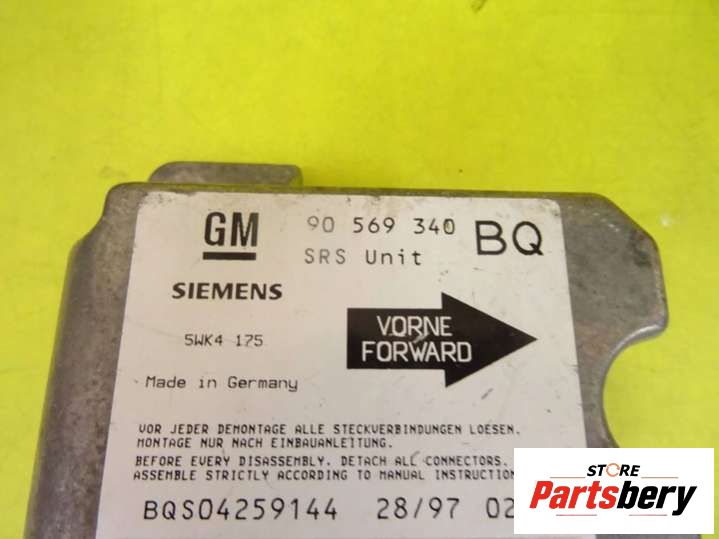 GM
90 569 340 BQ
SRS Unit
SIEMENS
5WK4 175
VORNE
FORWARD
Made in Germany
VOR JEDER DEMONTAGE ALLE STECKVERBINDUNGEN LOESEN.
MONTAGE NUR NACH EINBAUANLEITUNG.
BEFORE EVERY DISASSEMBLY. DETACH ALL CONNECTORS.
ASSEMBLE STRICTLY ACCORDING TO MANUAL INSTRUCTION
BQS04259144 28/97 02
STORE
Partsbery